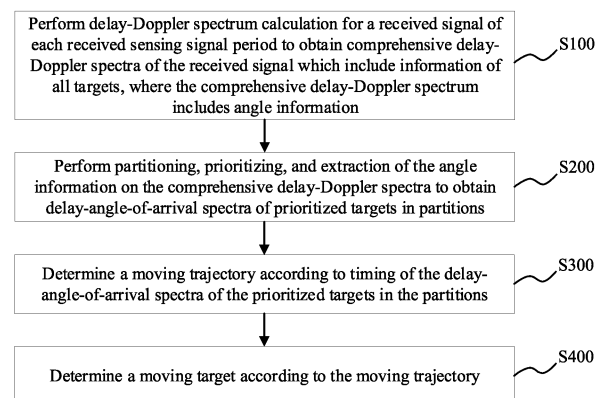 Perform delay-Doppler spectrum calculation for a received signal of
each received sensing signal period to obtain comprehensive delay-
Doppler spectra of the received signal which include information of
all targets, where the comprehensive delay-Doppler spectrum
includes angle information
S100
Perform partitioning, prioritizing, and extraction of the angle
information on the comprehensive delay-Doppler spectra to obtain
delay-angle-of-arrival spectra of prioritized targets in partitions
S200
Determine a moving trajectory according to timing of the delay-
angle-of-arrival spectra of the prioritized targets in the partitions
S300
Determine a moving target according to the moving trajectory
S400